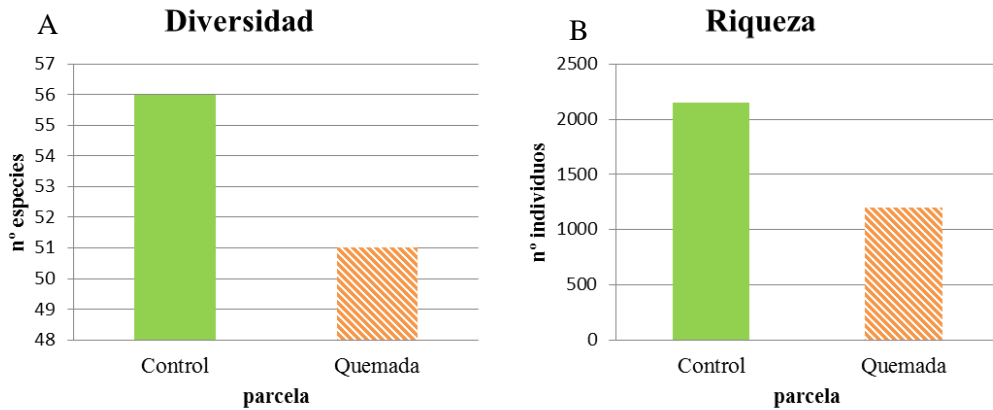 A
Diversidad
57
56
55
54
53
52
51
50
49
48
nº especies
Control
Quemada
parcela
B
Riqueza
2500
2000
1500
1000
500
0
nº individuos
Control
Quemada
parcela